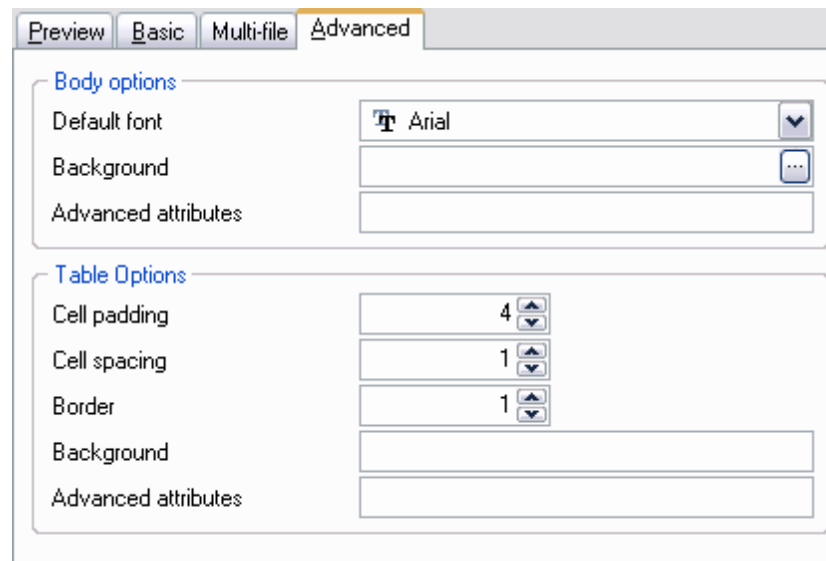 Preview Basic Multi-file Advanced
Body options
Default font Arial
Background ...
Advanced attributes
Table Options
Cell padding 4
Cell spacing 1
Border 1
Background
Advanced attributes